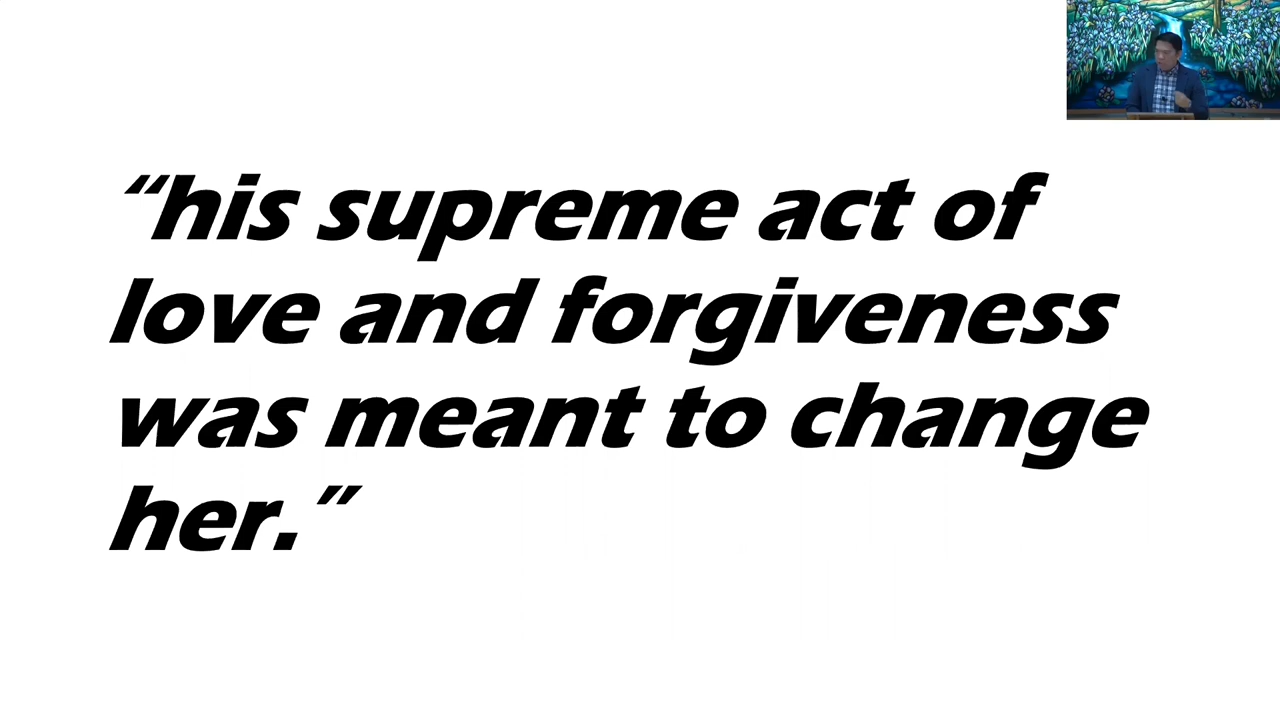 “his supreme act of
love and forgiveness
was meant to change
her.”